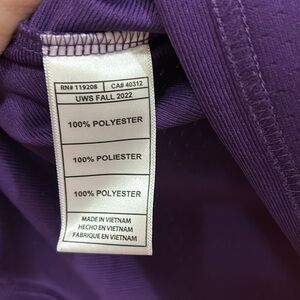 RN# 119208 CA# 40312
UWS FALL 2022
100% POLYESTER
100% POLIESTER
100% POLYESTER
MADE IN VIETNAM
HECHO EN VIETNAM
FABRIQUE EN VIETNAM